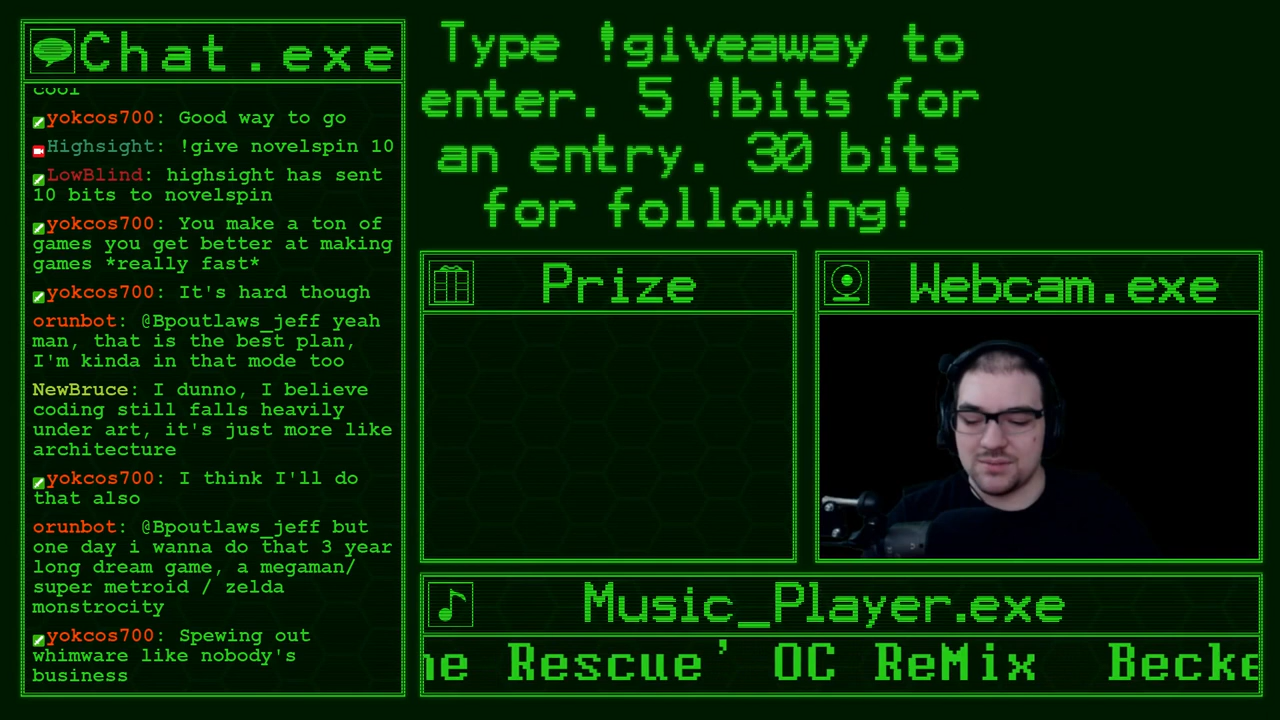 Chat.exe
cool
yokcos700: Good way to go
Highsight: !give novelspin 10
LowBlind: highsight has sent
10 bits to novelspin
yokcos700: You make a ton of
games you get better at making
games *really fast*
yokcos700: It's hard though
orunbot: @Bpoutlaws_jeff yeah
man, that is the best plan,
I'm kinda in that mode too
NewBruce: I dunno, I believe
coding still falls heavily
under art, it's just more like
architecture
yokcos700: I think I'll do
that also
orunbot: @Bpoutlaws_jeff but
one day i wanna do that 3 year
long dream game, a megaman/
super metroid / zelda
monstrocity
yokcos700: Spewing out
whimware like nobody's
business
Type !giveaway to
enter. 5 !bits for
an entry. 30 bits
for following!
Prize
Webcam.exe
Music_Player.exe
Rescue' OC ReMix